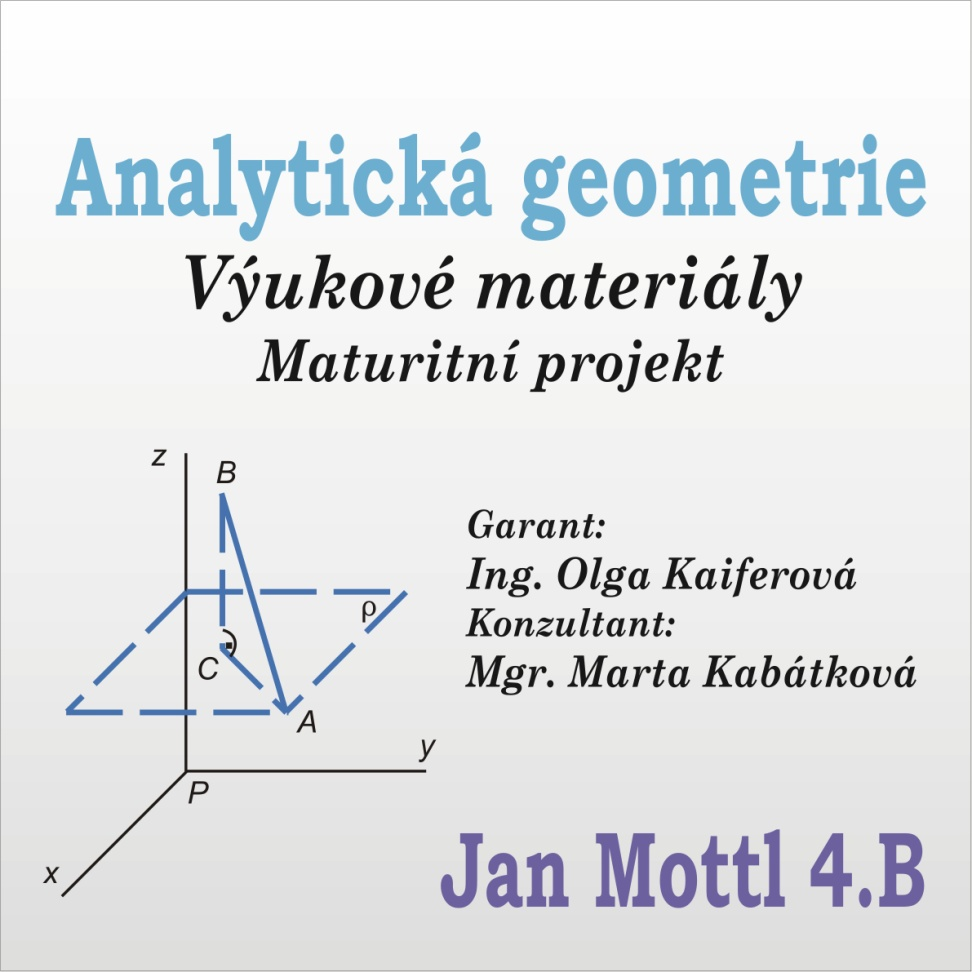 Analytická geometrie
Výukové materiály
Maturitní projekt
z
B
ρ
C
A
y
P
x
Garant:
Ing. Olga Kaiferová
Konzultant:
Mgr. Marta Kabátková
Jan Mottl 4.B